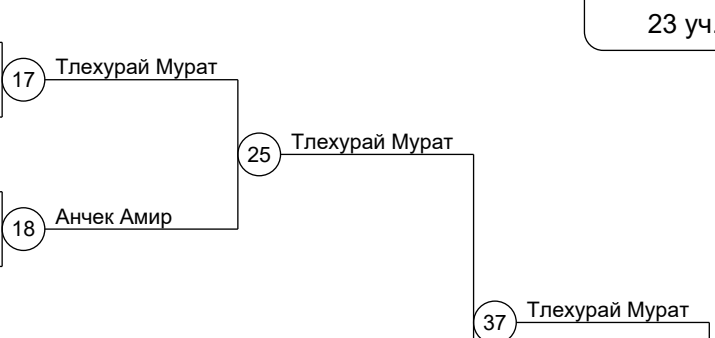 23 уч.
17 Тлехурай Мурат
25 Тлехурай Мурат
18 Анчек Амир
37 Тлехурай Мурат